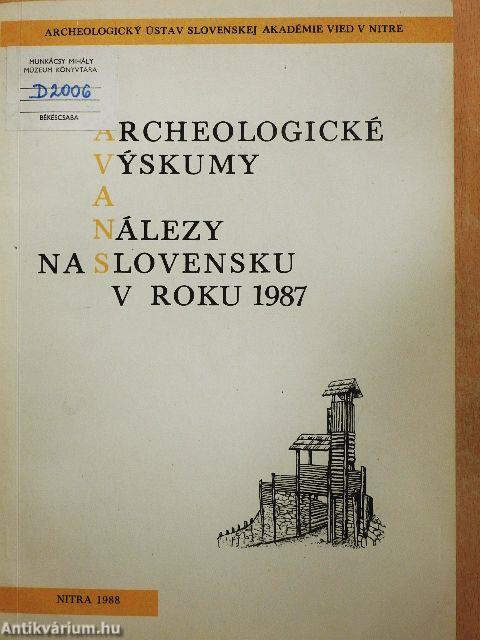 ARCHEOLOGICKÝ ÚSTAV SLOVENSKEJ AKADÉMIE VIED V NITRE
MUNKÁCSY MIHÁLY
MÚZEUM KÖNYVTÁRA
D2006
BÉKÉSCSABA
ARCHEOLOGICKÉ
VÝSKUMY
A
NÁLEZY
NA SLOVENSKU
V ROKU 1987
NITRA 1988
Antikvárium.hu